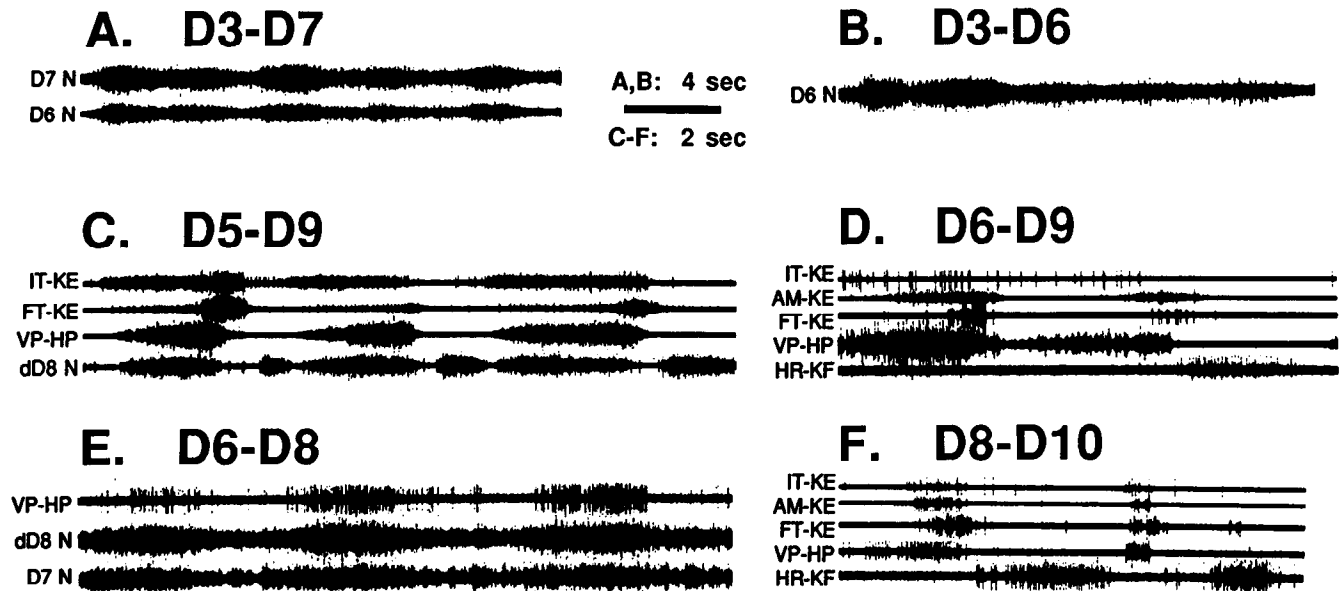 A. D3-D7
D7 N
D6 N
A,B: 4 sec
C-F: 2 sec
B. D3-D6
D6 N
C. D5-D9
IT-KE
FT-KE
VP-HP
dD8 N
D. D6-D9
IT-KE
AM-KE
FT-KE
VP-HP
HR-KF
E. D6-D8
VP-HP
dD8 N
D7 N
F. D8-D10
IT-KE
AM-KE
FT-KE
VP-HP
HR-KF